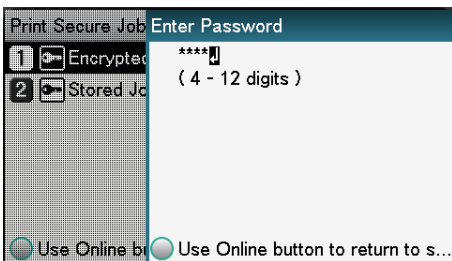 Print Secure Job
1 Encrypted
2 Stored Jo
Use Online bu
Enter Password
****
( 4 - 12 digits )
Use Online button to return to s...